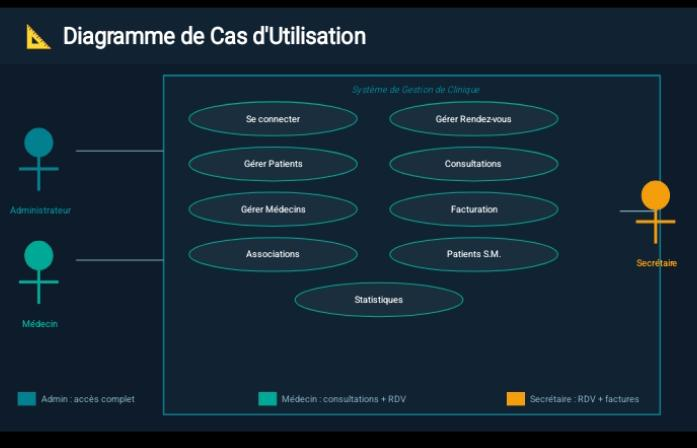 Diagramme de Cas d'Utilisation
Système de Gestion de Clinique
Se connecter
Gérer Rendez-vous
Gérer Patients
Consultations
Administrateur
Gérer Médecins
Facturation
Associations
Patients S.M.
Secrétaire
Statistiques
Médecin
Admin : accès complet
Médecin : consultations + RDV
Secrétaire : RDV + factures